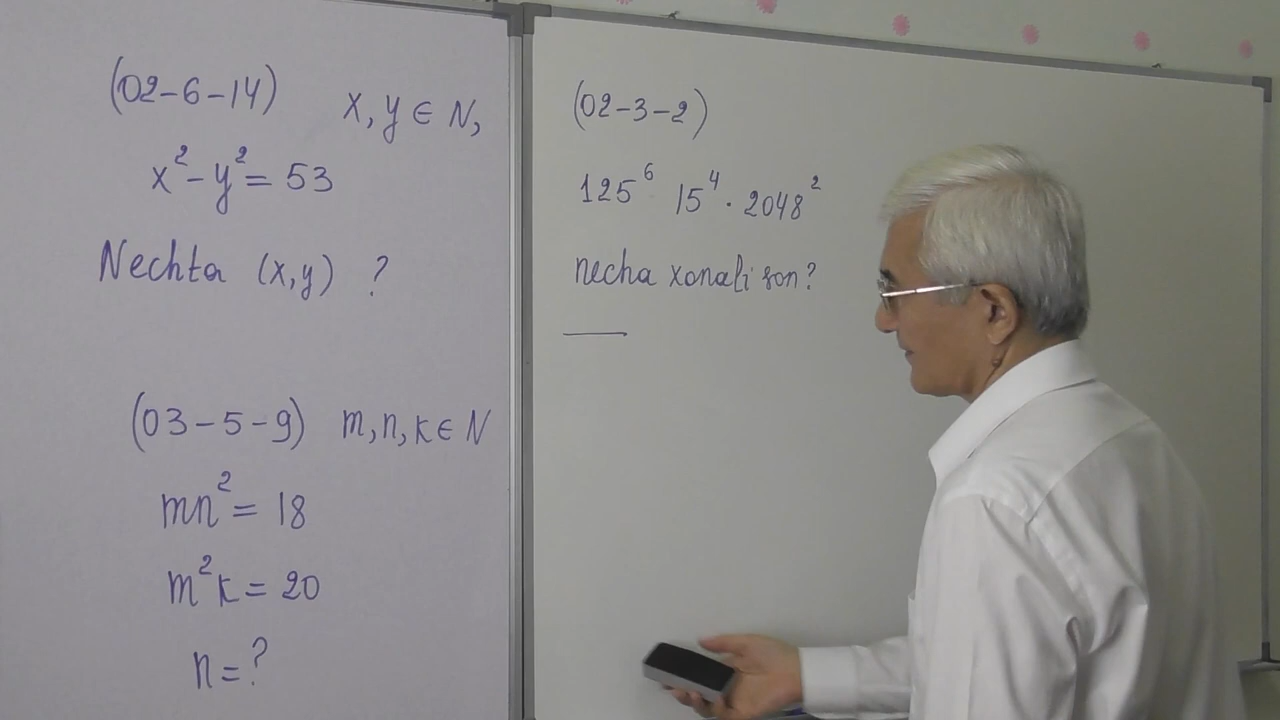 (02-6-14) x, y ∈ N,
x² - y² = 53
Nechta (x,y) ?
(03-5-9) m,n,k ∈ N
mn² = 18
m²k = 20
n = ?
(02-3-2)
125⁶ 15⁴ · 2048²
necha xonali son?